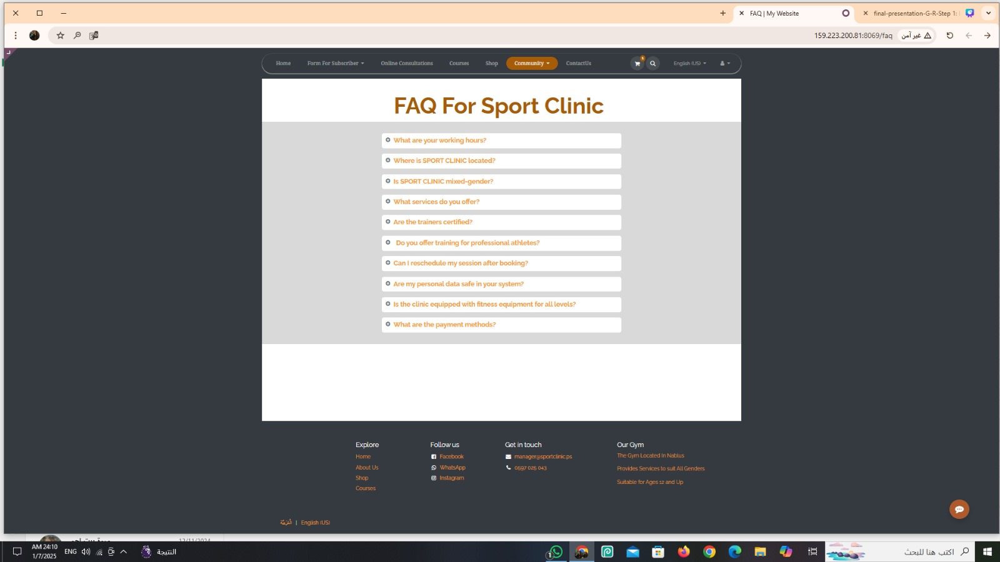 FAQ | My Website
final-presentation-G-R-Step 1:
159.223.200.81:8069/faq
غير آمن
Home
Form For Subscriber
Online Consultations
Courses
Shop
Community
ContactUs
1
English (US)
FAQ For Sport Clinic
What are your working hours?
Where is SPORT CLINIC located?
Is SPORT CLINIC mixed-gender?
What services do you offer?
Are the trainers certified?
Do you offer training for professional athletes?
Can I reschedule my session after booking?
Are my personal data safe in your system?
Is the clinic equipped with fitness equipment for all levels?
What are the payment methods?
Explore
Home
About Us
Shop
Courses
Follow us
Facebook
WhatsApp
Instagram
Get in touch
manager@sportclinic.ps
0597 025 043
Our Gym
The Gym Located In Nablus
Provides Services to suit All Genders
Suitable for Ages 12 and Up
الْعَرَبيّة | English (US)
12/11/2024
AM 24:10
1/7/2025
ENG
النتيجة
1
اكتب هنا للبحث